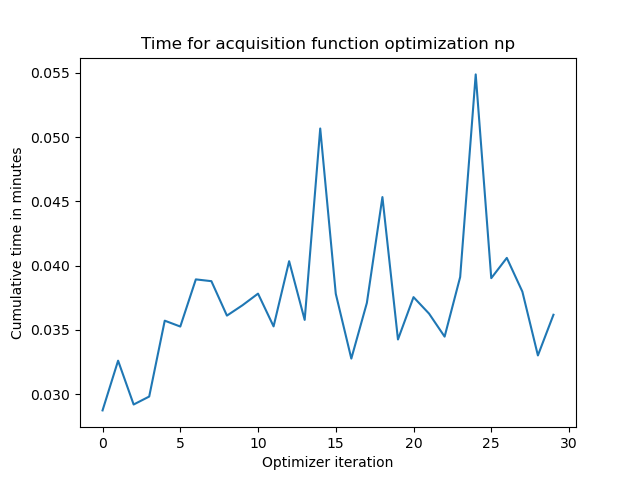 Time for acquisition function optimization np
Cumulative time in minutes
0.055
0.050
0.045
0.040
0.035
0.030
0 5 10 15 20 25 30
Optimizer iteration